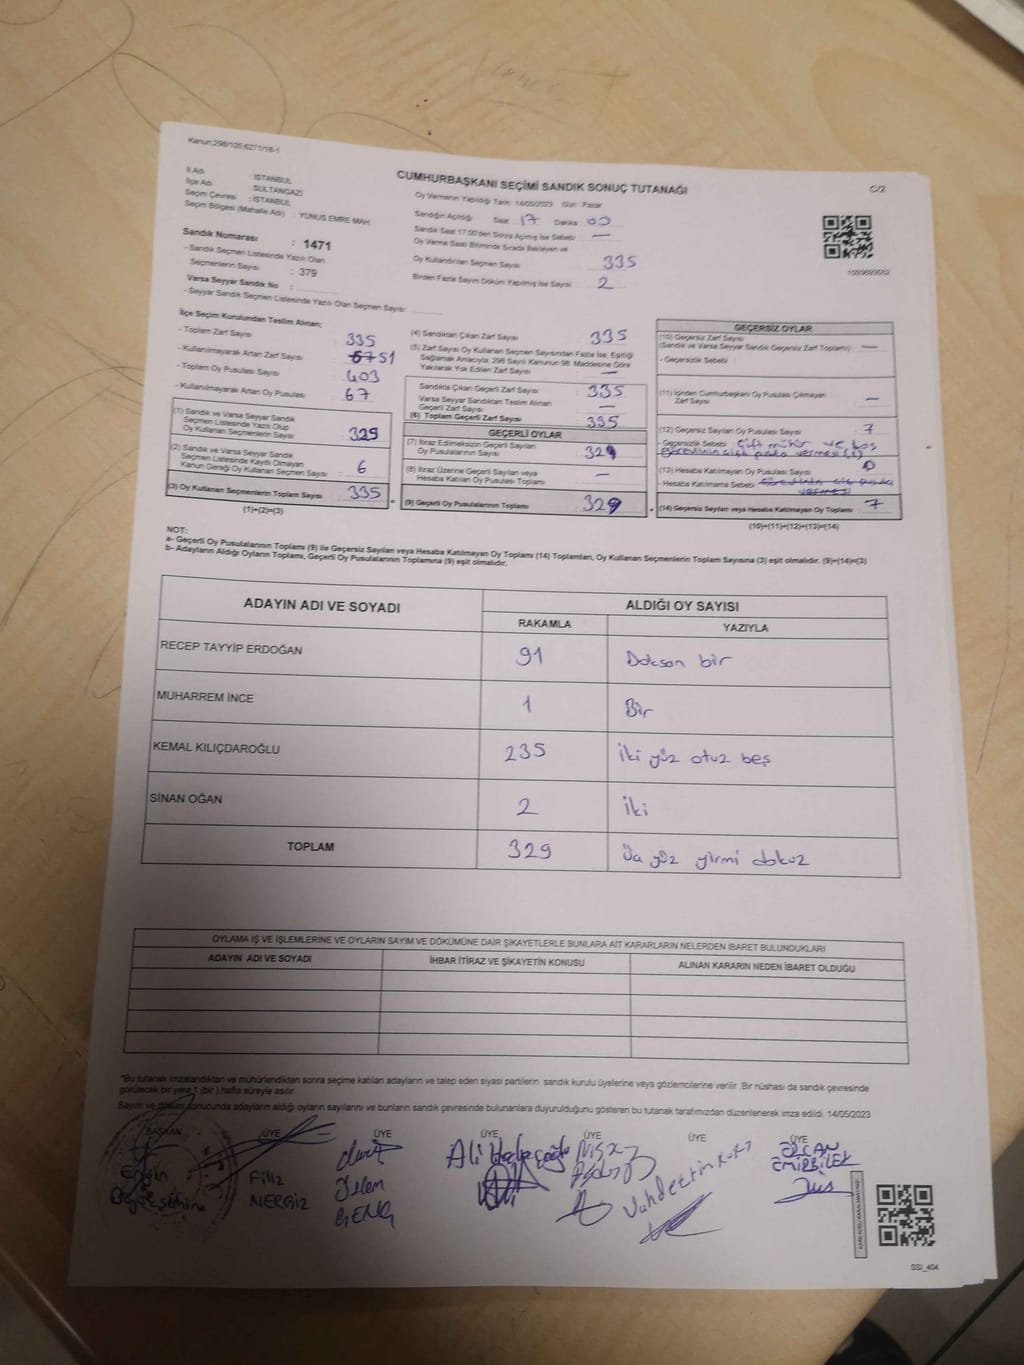 Kanun:298/105;6271/18-1
CUMHURBAŞKANI SEÇİMİ SANDIK SONUÇ TUTANAĞI
C/2
İl Adı : İSTANBUL
İlçe Adı : SULTANGAZİ
Seçim Çevresi : İSTANBUL
Seçim Bölgesi (Mahalle Adı) : YUNUS EMRE MAH.
Sandık Numarası : 1471
- Sandık Seçmen Listesinde Yazılı Olan
Seçmenlerin Sayısı : 379
Varsa Seyyar Sandık No :
- Seyyar Sandık Seçmen Listesinde Yazılı Olan Seçmen Sayısı :
Oy Vermenin Yapıldığı Tarih: 14/05/2023 Gün : Pazar
Sandığın Açıldığı Saat 17 Dakika 00
Sandık Saat 17:00'den Sonra Açılmış İse Sebebi —
Oy Verme Saati Bitiminde Sırada Bekleyen ve
Oy Kullandırılan Seçmen Sayısı 335
Birden Fazla Sayım Döküm Yapılmış İse Sayısı 2
İlçe Seçim Kurulundan Teslim Alınan;
- Toplam Zarf Sayısı 335
- Kullanılmayarak Artan Zarf Sayısı 51
- Toplam Oy Pusulası Sayısı 403
- Kullanılmayarak Artan Oy Pusulası 67
(1) Sandık ve Varsa Seyyar Sandık
Seçmen Listesinde Yazılı Olup
Oy Kullanan Seçmenlerin Sayısı 329
(2) Sandık ve Varsa Seyyar Sandık
Seçmen Listesinde Kayıtlı Olmayan
Kanun Gereği Oy Kullanan Seçmen Sayısı 6
(3) Oy Kullanan Seçmenlerin Toplam Sayısı 335
(1)+(2)=(3)
(4) Sandıktan Çıkan Zarf Sayısı 335
(5) Zarf Sayısı Oy Kullanan Seçmen Sayısından Fazla İse, Eşitliği
Sağlamak Amacıyla; 298 Sayılı Kanunun 98. Maddesine Göre
Yakılarak Yok Edilen Zarf Sayısı —
Sandıkta Çıkan Geçerli Zarf Sayısı 335
Varsa Seyyar Sandıktan Teslim Alınan
Geçerli Zarf Sayısı —
(6) Toplam Geçerli Zarf Sayısı 335
GEÇERLİ OYLAR
(7) İtiraz Edilmeksizin Geçerli Sayılan
Oy Pusulası Sayısı 329
(8) İtiraz Üzerine Geçerli Sayılan veya
Hesaba Katılan Oy Pusulası Toplamı —
(9) Geçerli Oy Pusulalarının Toplamı 329
GEÇERSİZ OYLAR
(10) Geçersiz Zarf Sayısı
(Sandık ve Varsa Seyyar Sandık Geçersiz Zarf Toplamı) —
- Geçersizlik Sebebi
(11) İçinden Cumhurbaşkanı Oy Pusulası Çıkmayan
Zarf Sayısı —
(12) Geçersiz Sayılan Oy Pusulası Sayısı 7
- Geçersizlik Sebebi Çift mühür ve boş
(13) Hesaba Katılmayan Oy Pusulası Sayısı 0
- Hesaba Katılmama Sebebi
(14) Geçersiz Sayılan veya Hesaba Katılmayan Oy Toplamı 7
(10)+(11)+(12)+(13)=(14)
NOT:
a- Geçerli Oy Pusulalarının Toplamı (9) ile Geçersiz Sayılan veya Hesaba Katılmayan Oy Toplamı (14) Toplamları, Oy Kullanan Seçmenlerin Toplam Sayısına (3) eşit olmalıdır. (9)+(14)=(3)
b- Adayların Aldığı Oyların Toplamı, Geçerli Oy Pusulalarının Toplamına (9) eşit olmalıdır.
ADAYIN ADI VE SOYADI ALDIĞI OY SAYISI
RAKAMLA YAZIYLA
RECEP TAYYİP ERDOĞAN 91 Doksan bir
MUHARREM İNCE 1 Bir
KEMAL KILIÇDAROĞLU 235 İki yüz otuz beş
SİNAN OĞAN 2 İki
TOPLAM 329 Üç yüz yirmi dokuz
OYLAMA İŞ VE İŞLEMLERİNE VE OYLARIN SAYIM VE DÖKÜMÜNE DAİR ŞİKAYETLERLE BUNLARA AİT KARARLARIN NELERDEN İBARET BULUNDUKLARI
ADAYIN ADI VE SOYADI İHBAR İTİRAZ VE ŞİKAYETİN KONUSU ALINAN KARARIN NEDEN İBARET OLDUĞU
*Bu tutanak imzalandıktan ve mühürlendikten sonra seçime katılan adayların ve talep eden siyasi partilerin sandık kurulu üyelerine veya gözlemcilerine verilir .Bir nüshası da sandık çevresinde
görülecek bir yere 1 (bir ) hafta süreyle asılır
Sayım ve döküm sonucunda adayların aldığı oyların sayılarını ve bunların sandık çevresinde bulunanlara duyurulduğunu gösteren bu tutanak tarafımızdan düzenlenerek imza edildi. 14/05/2023
BAŞKAN ÜYE ÜYE ÜYE ÜYE ÜYE ÜYE
Engin
Filiz
NERGİZ
GENÇ
Vahdettin Kurt
SSI_404